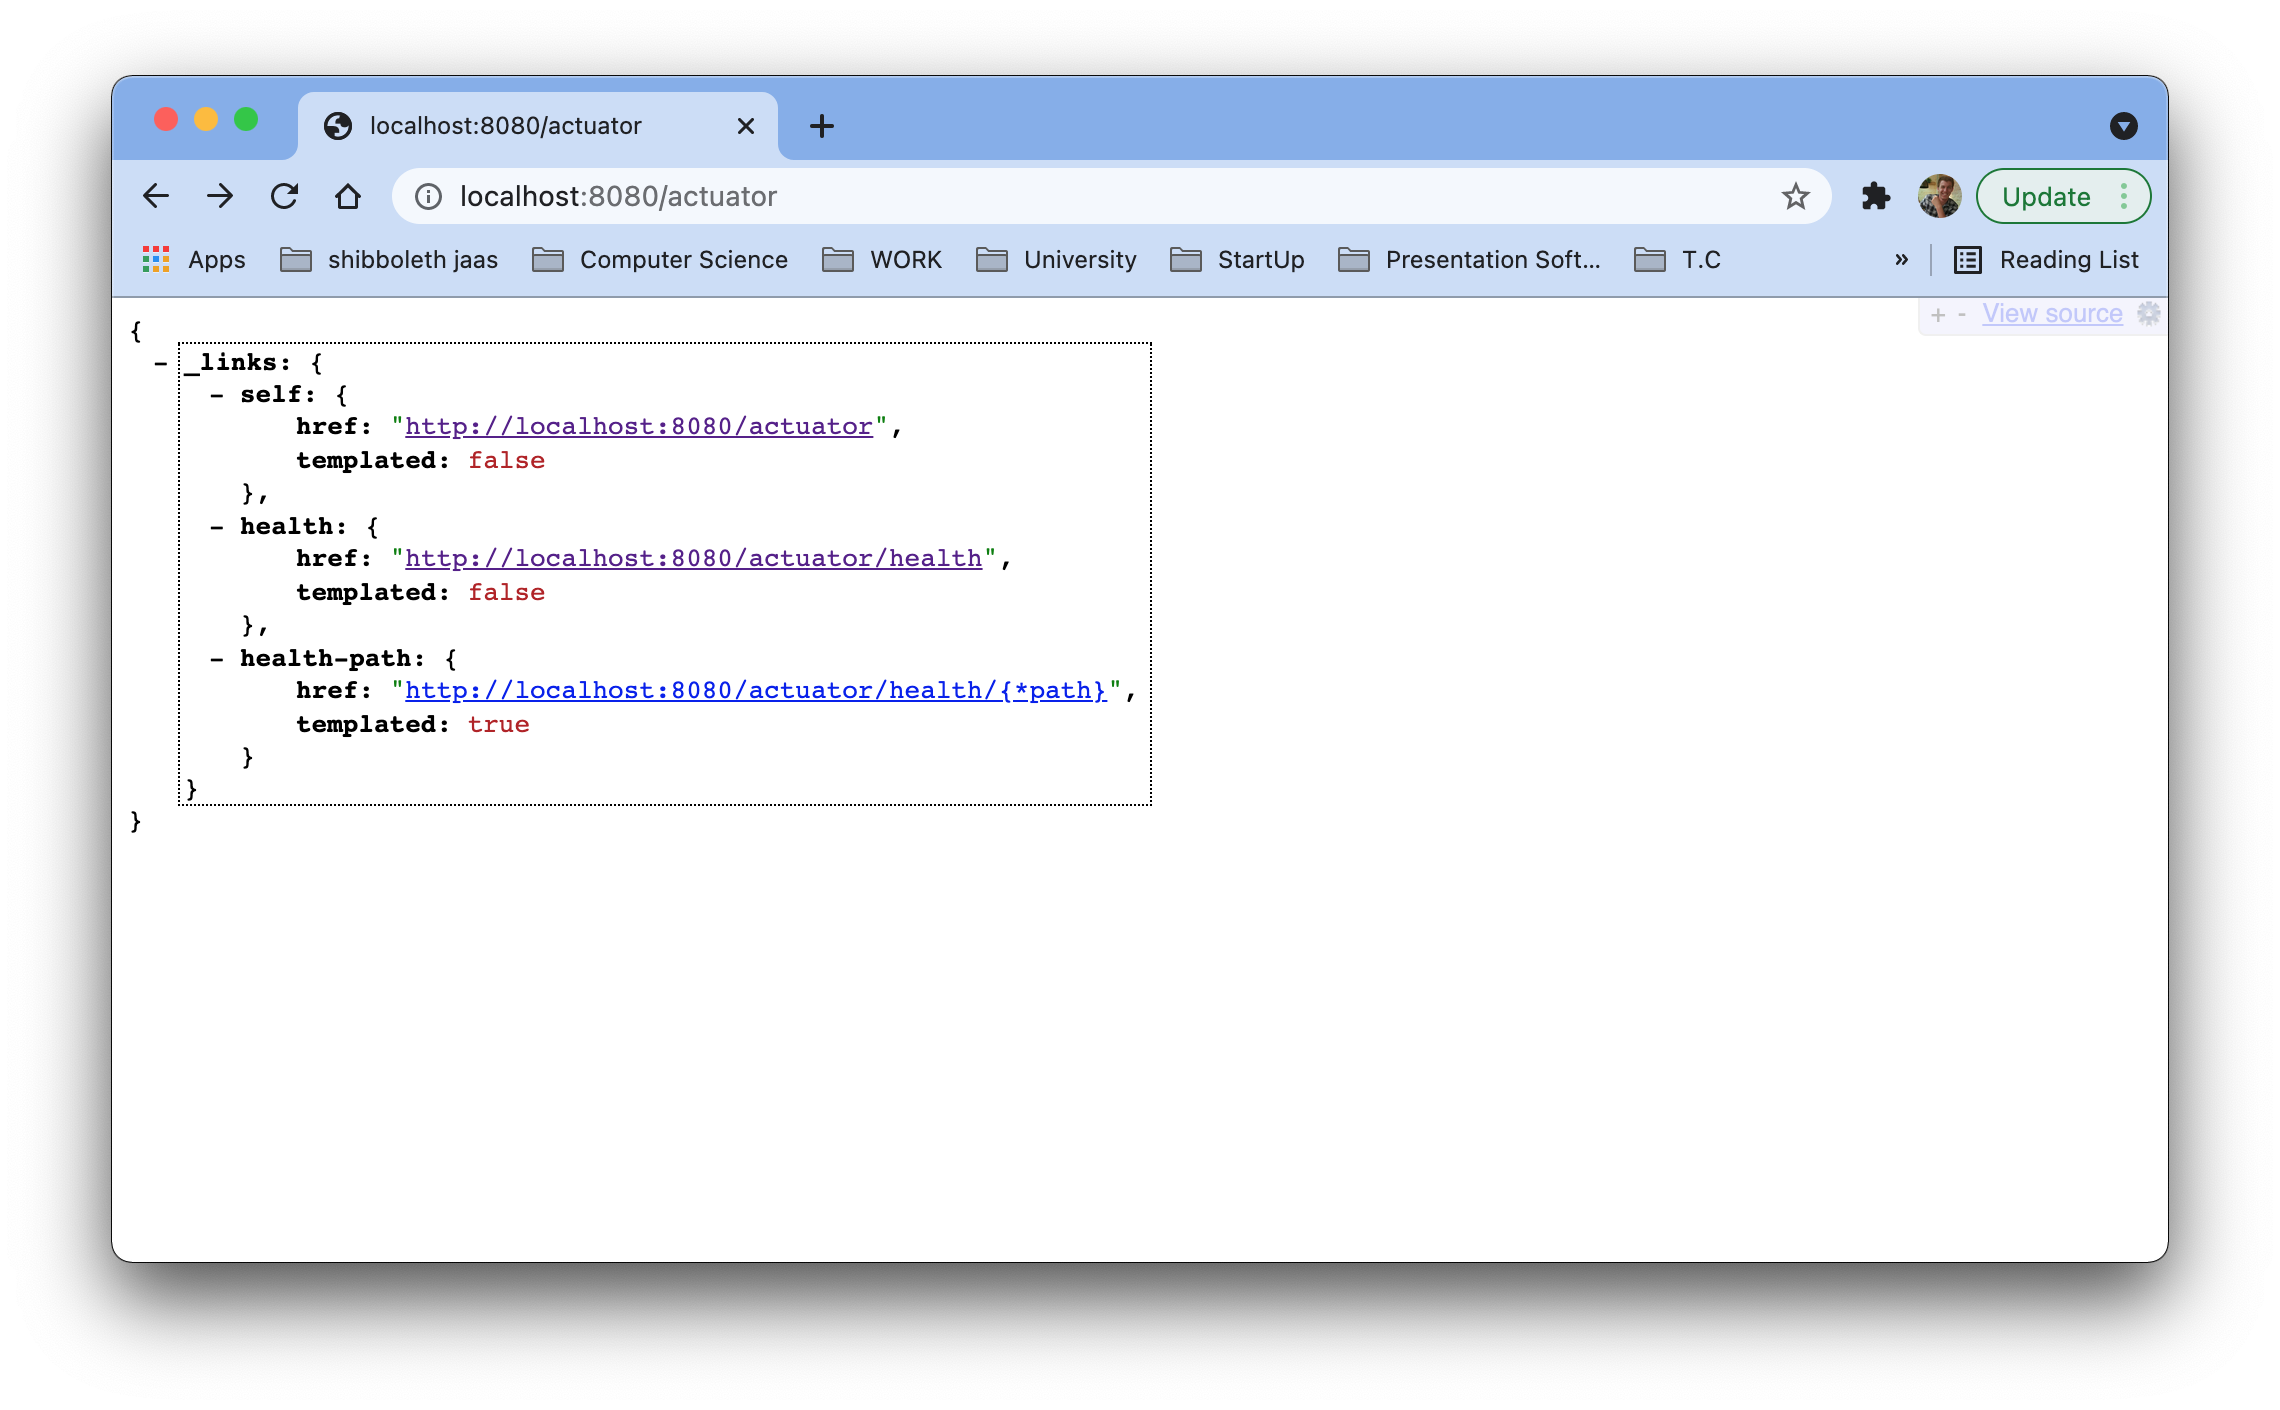 localhost:8080/actuator
localhost:8080/actuator
Update
Apps shibboleth jaas Computer Science WORK University StartUp Presentation Soft... T.C » Reading List
+ - View source
{
- _links: {
- self: {
href: "http://localhost:8080/actuator",
templated: false
},
- health: {
href: "http://localhost:8080/actuator/health",
templated: false
},
- health-path: {
href: "http://localhost:8080/actuator/health/{*path}",
templated: true
}
}
}